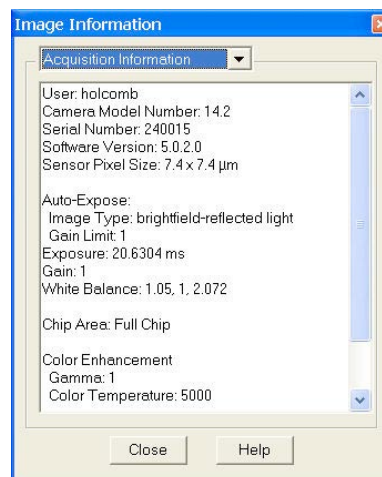 Image Information
Acquisition Information
User: holcomb
Camera Model Number: 14.2
Serial Number: 240015
Software Version: 5.0.2.0
Sensor Pixel Size: 7.4 x 7.4 µm
Auto-Expose:
Image Type: brightfield-reflected light
Gain Limit: 1
Exposure: 20.6304 ms
Gain: 1
White Balance: 1.05, 1, 2.072
Chip Area: Full Chip
Color Enhancement
Gamma: 1
Color Temperature: 5000
Close
Help